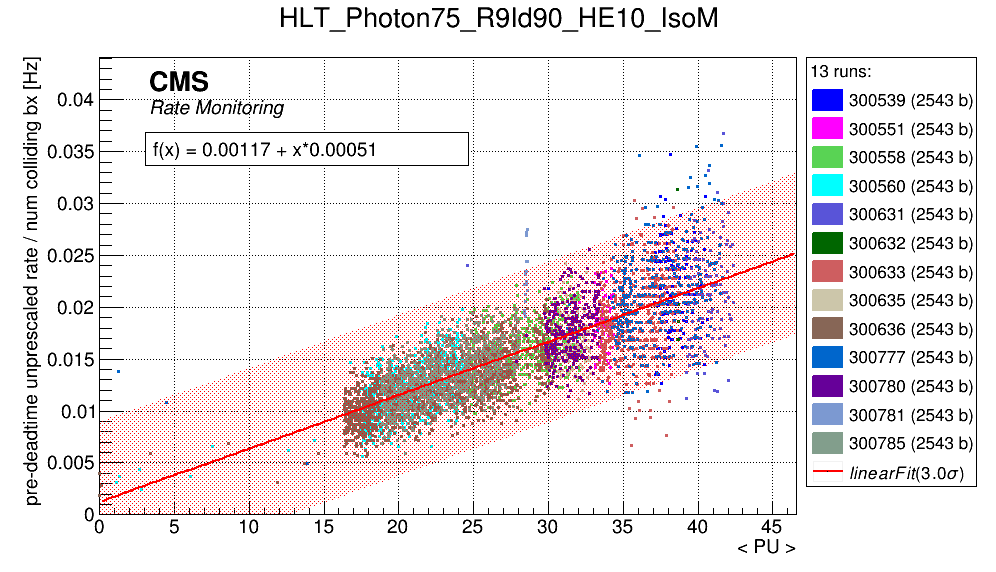 HLT_Photon75_R9Id90_HE10_IsoM
pre-deadtime unprescaled rate / num colliding bx [Hz]
CMS
Rate Monitoring
f(x) = 0.00117 + x*0.00051
0.04
0.035
0.03
0.025
0.02
0.015
0.01
0.005
0
0 5 10 15 20 25 30 35 40 45
< PU >
13 runs:
300539 (2543 b)
300551 (2543 b)
300558 (2543 b)
300560 (2543 b)
300631 (2543 b)
300632 (2543 b)
300633 (2543 b)
300635 (2543 b)
300636 (2543 b)
300777 (2543 b)
300780 (2543 b)
300781 (2543 b)
300785 (2543 b)
linearFit(3.0σ)